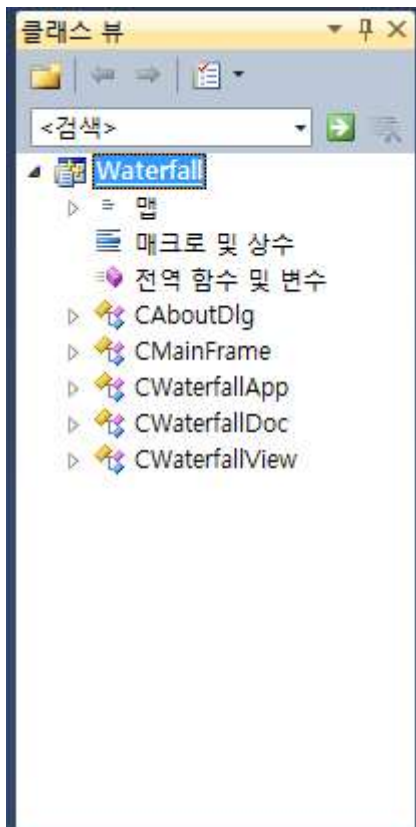 클래스 뷰
<검색>
Waterfall
맵
매크로 및 상수
전역 함수 및 변수
CAboutDlg
CMainFrame
CWaterfallApp
CWaterfallDoc
CWaterfallView